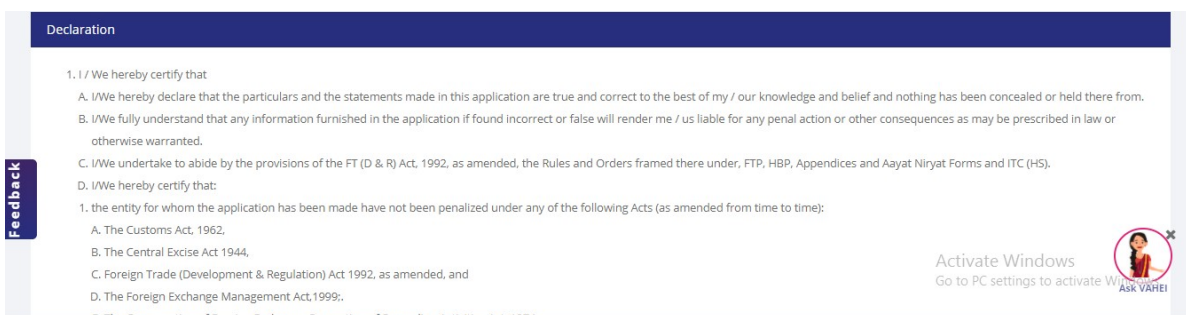 Declaration
1. I / We hereby certify that
A. I/We hereby declare that the particulars and the statements made in this application are true and correct to the best of my / our knowledge and belief and nothing has been concealed or held there from.
B. I/We fully understand that any information furnished in the application if found incorrect or false will render me / us liable for any penal action or other consequences as may be prescribed in law or
otherwise warranted.
C. I/We undertake to abide by the provisions of the FT (D & R) Act, 1992, as amended, the Rules and Orders framed there under, FTP, HBP, Appendices and Aayat Niryat Forms and ITC (HS).
D. I/We hereby certify that:
1. the entity for whom the application has been made have not been penalized under any of the following Acts (as amended from time to time):
A. The Customs Act, 1962,
B. The Central Excise Act 1944,
C. Foreign Trade (Development & Regulation) Act 1992, as amended, and
D. The Foreign Exchange Management Act,1999;.
Feedback
Activate Windows
Go to PC settings to activate Windows.
Ask VAHEI